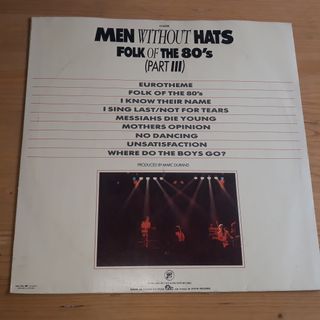 MEN WITHOUT HATS
FOLK OF THE 80's
(PART III)
EUROTHEME
FOLK OF THE 80's
I KNOW THEIR NAME
I SING LAST/NOT FOR TEARS
MESSIAHS DIE YOUNG
MOTHERS OPINION
NO DANCING
UNSATISFACTION
WHERE DO THE BOYS GO?
PRODUCED BY MARC DURAND